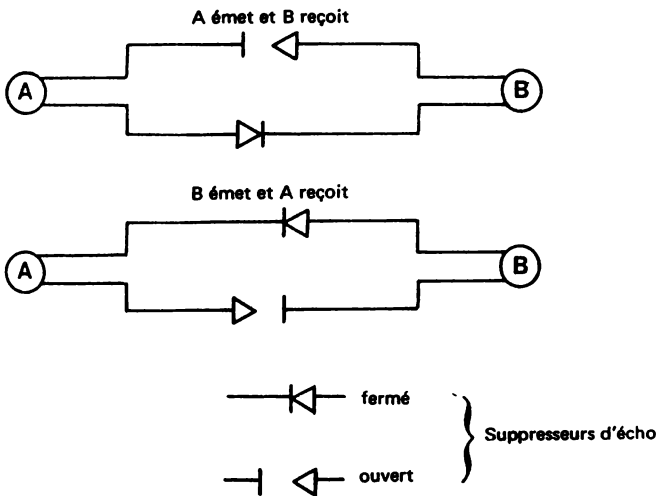 A émet et B reçoit
A
B
B émet et A reçoit
A
B
fermé
Suppresseurs d'écho
ouvert